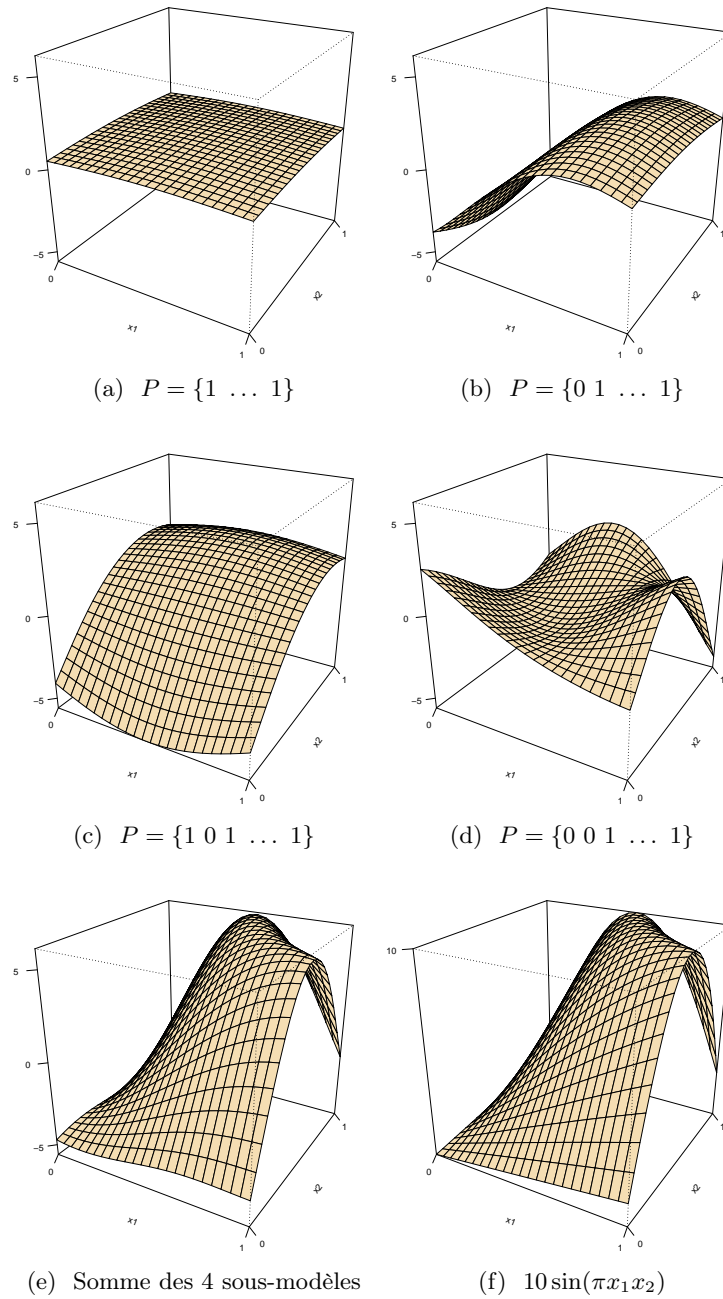 5
0
−5
0
x1
1
0
x2
1
5
0
−5
0
x1
1
0
x2
1
(a) P = {1 … 1}
(b) P = {0 1 … 1}
5
0
−5
0
x1
1
0
x2
1
5
0
−5
0
x1
1
0
x2
1
(c) P = {1 0 1 … 1}
(d) P = {0 0 1 … 1}
5
0
−5
0
x1
1
0
x2
1
10
0
x1
1
0
x2
1
(e) Somme des 4 sous-modèles
(f) 10 sin(πx₁x₂)